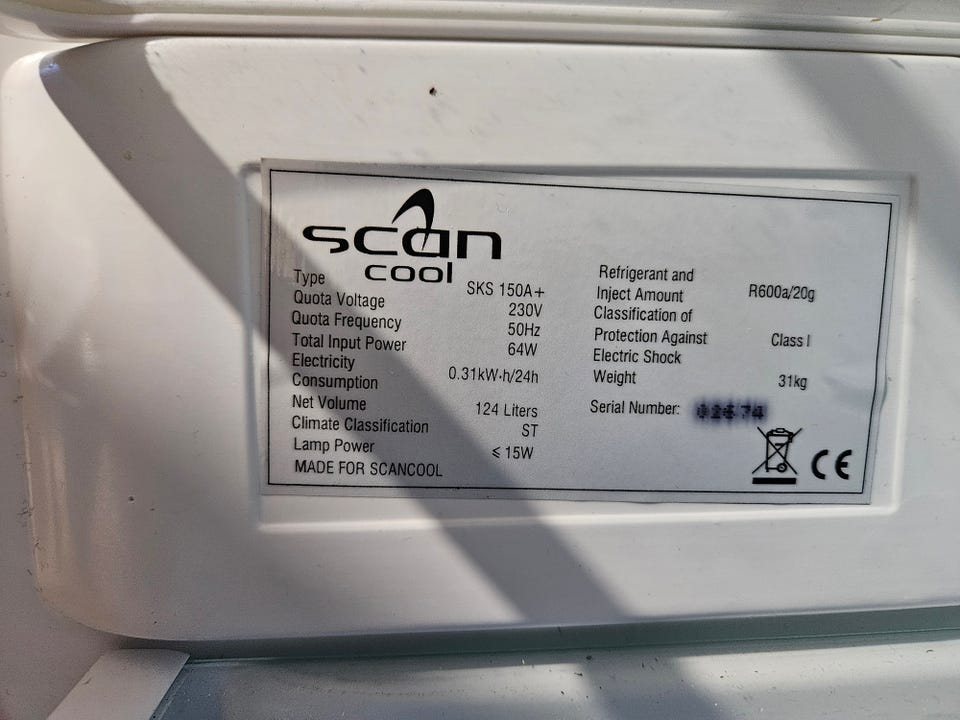 scan
cool
Type SKS 150A+
Quota Voltage 230V
Quota Frequency 50Hz
Total Input Power 64W
Electricity
Consumption 0.31kW·h/24h
Net Volume 124 Liters
Climate Classification ST
Lamp Power ≤ 15W
MADE FOR SCANCOOL
Refrigerant and
Inject Amount R600a/20g
Classification of
Protection Against Class I
Electric Shock
Weight 31kg
Serial Number:
CE